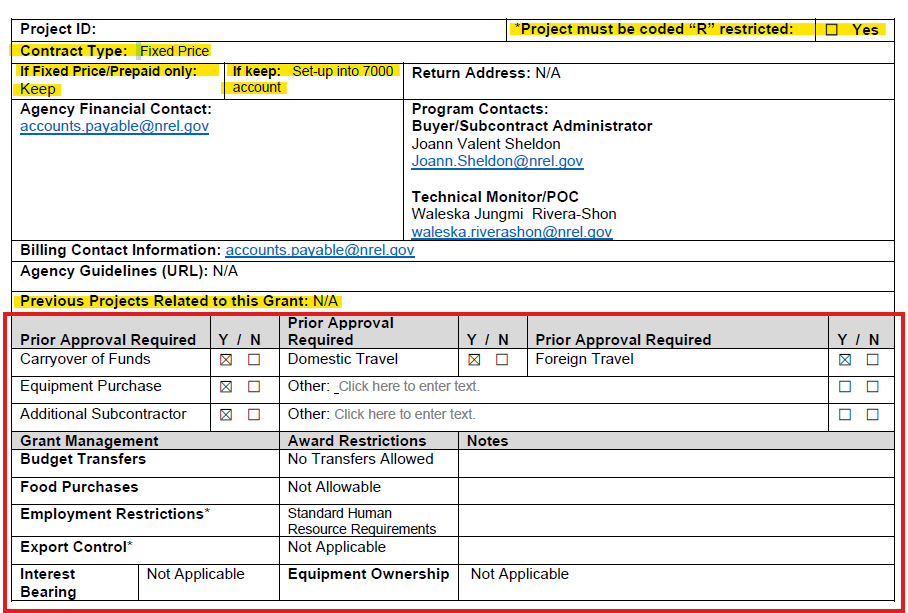 Project ID:
*Project must be coded “R” restricted:
☐ Yes
Contract Type: Fixed Price
If Fixed Price/Prepaid only:
Keep
If keep: Set-up into 7000
account
Return Address: N/A
Agency Financial Contact:
accounts.payable@nrel.gov
Program Contacts:
Buyer/Subcontract Administrator
Joann Valent Sheldon
Joann.Sheldon@nrel.gov
Technical Monitor/POC
Waleska Jungmi Rivera-Shon
waleska.riverashon@nrel.gov
Billing Contact Information: accounts.payable@nrel.gov
Agency Guidelines (URL): N/A
Previous Projects Related to this Grant: N/A
Prior Approval Required
Y / N
Prior Approval
Required
Y / N
Prior Approval Required
Y / N
Carryover of Funds
☒ ☐
Domestic Travel
☒ ☐
Foreign Travel
☒ ☐
Equipment Purchase
☒ ☐
Other: _Click here to enter text.
☐ ☐
Additional Subcontractor
☒ ☐
Other: Click here to enter text.
☐ ☐
Grant Management
Award Restrictions
Notes
Budget Transfers
No Transfers Allowed
Food Purchases
Not Allowable
Employment Restrictions*
Standard Human
Resource Requirements
Export Control*
Not Applicable
Interest
Bearing
Not Applicable
Equipment Ownership
Not Applicable